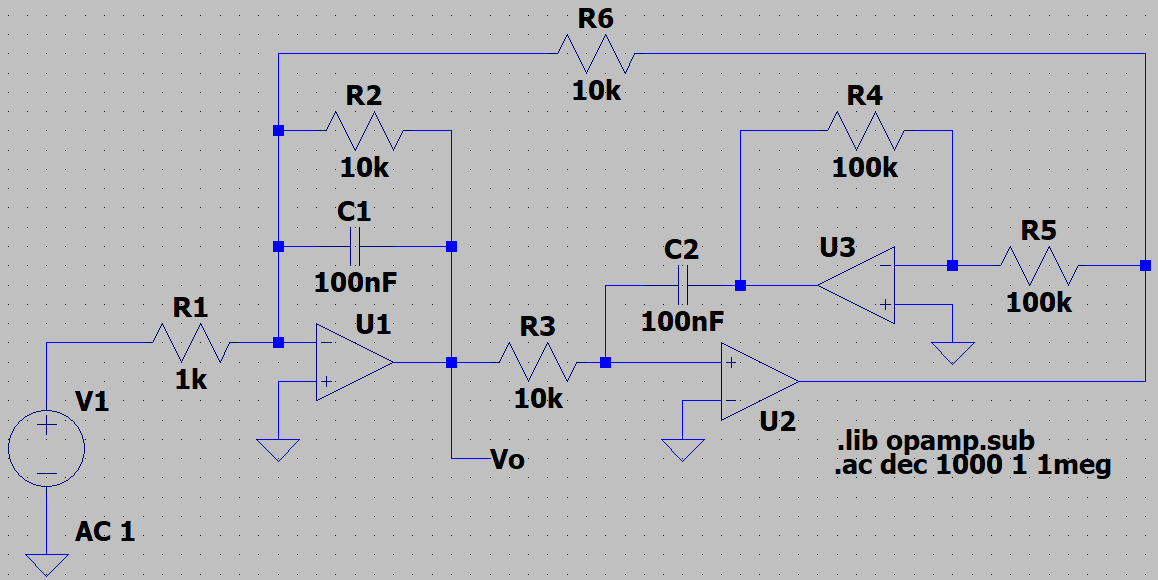 R6
10k
R2
10k
R4
100k
C1
100nF
U3
R5
100k
C2
100nF
R1
1k
U1
R3
10k
U2
V1
AC 1
Vo
.lib opamp.sub
.ac dec 1000 1 1meg